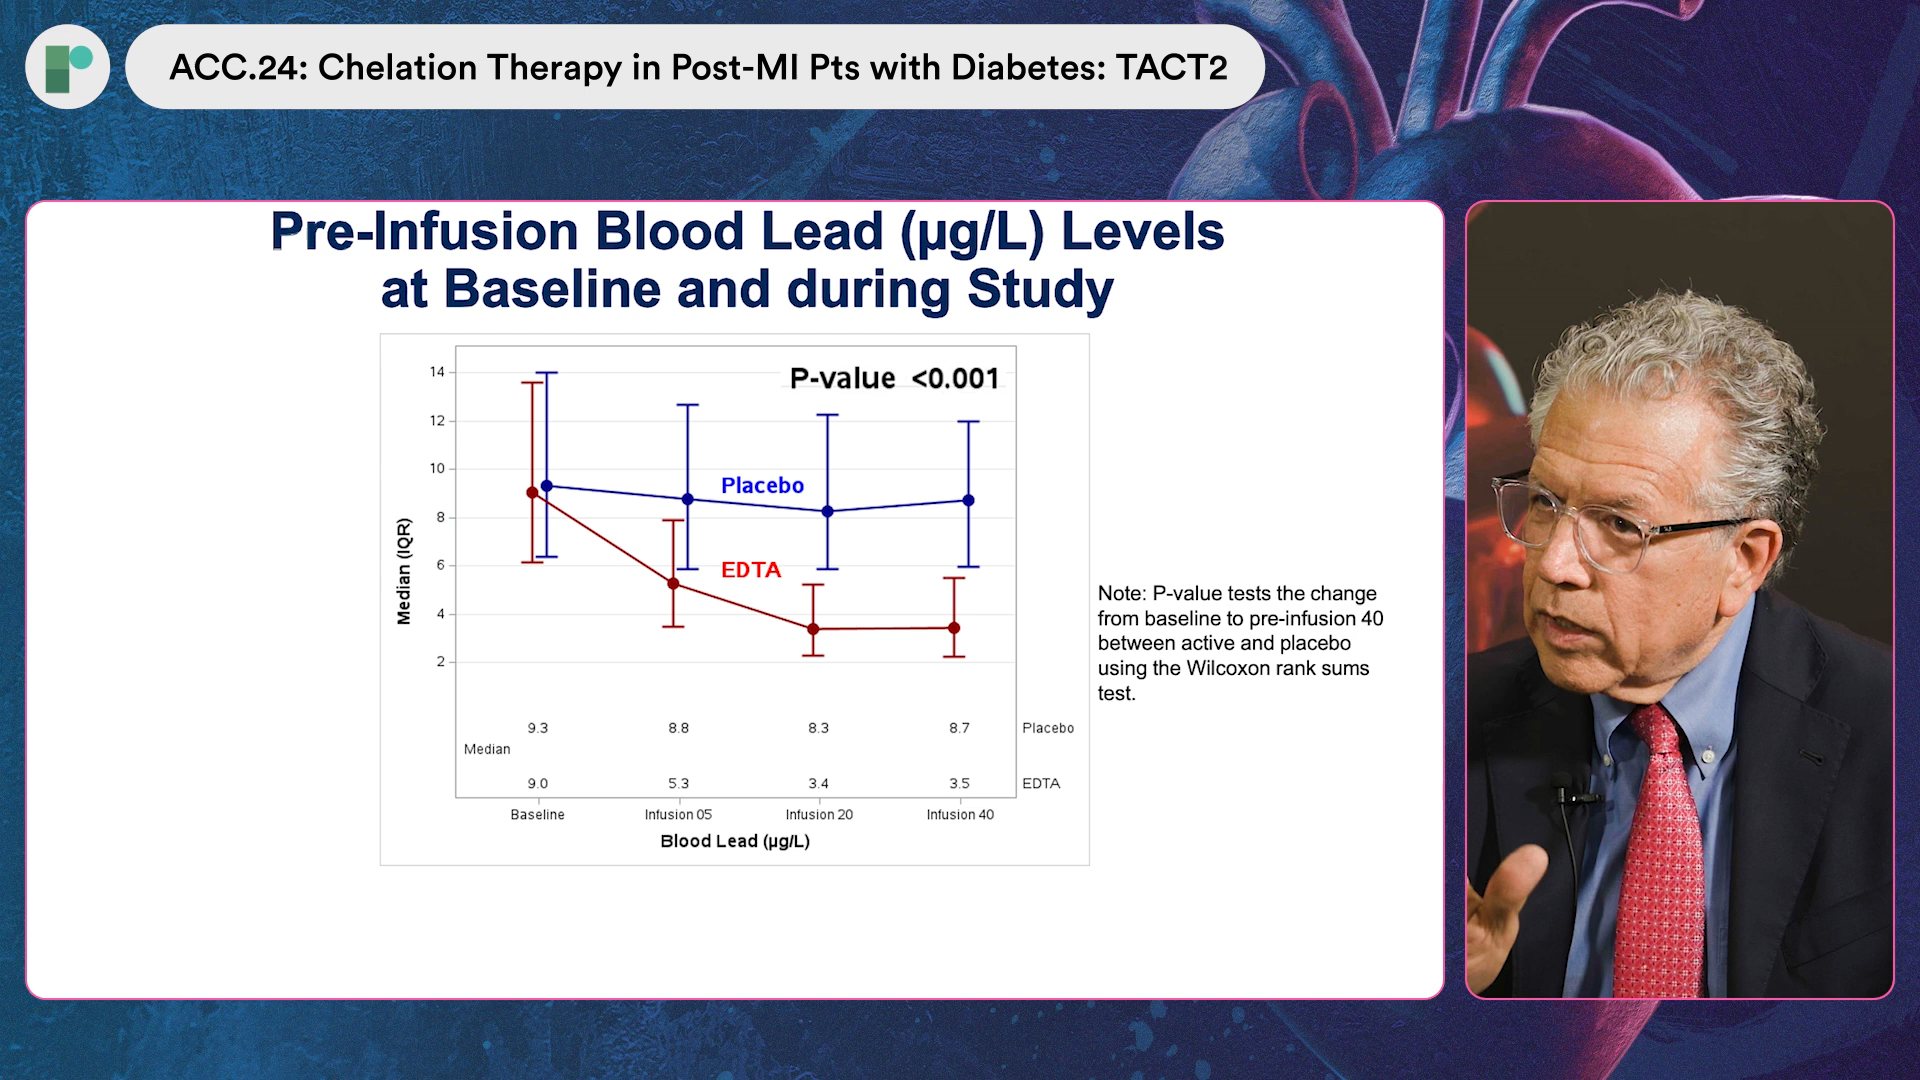 ACC.24: Chelation Therapy in Post-MI Pts with Diabetes: TACT2
Pre-Infusion Blood Lead (µg/L) Levels
at Baseline and during Study
P-value <0.001
14
12
10
8
6
4
2
Median (IQR)
Placebo
EDTA
9.3 8.8 8.3 8.7 Placebo
Median
9.0 5.3 3.4 3.5 EDTA
Baseline Infusion 05 Infusion 20 Infusion 40
Blood Lead (µg/L)
Note: P-value tests the change
from baseline to pre-infusion 40
between active and placebo
using the Wilcoxon rank sums
test.